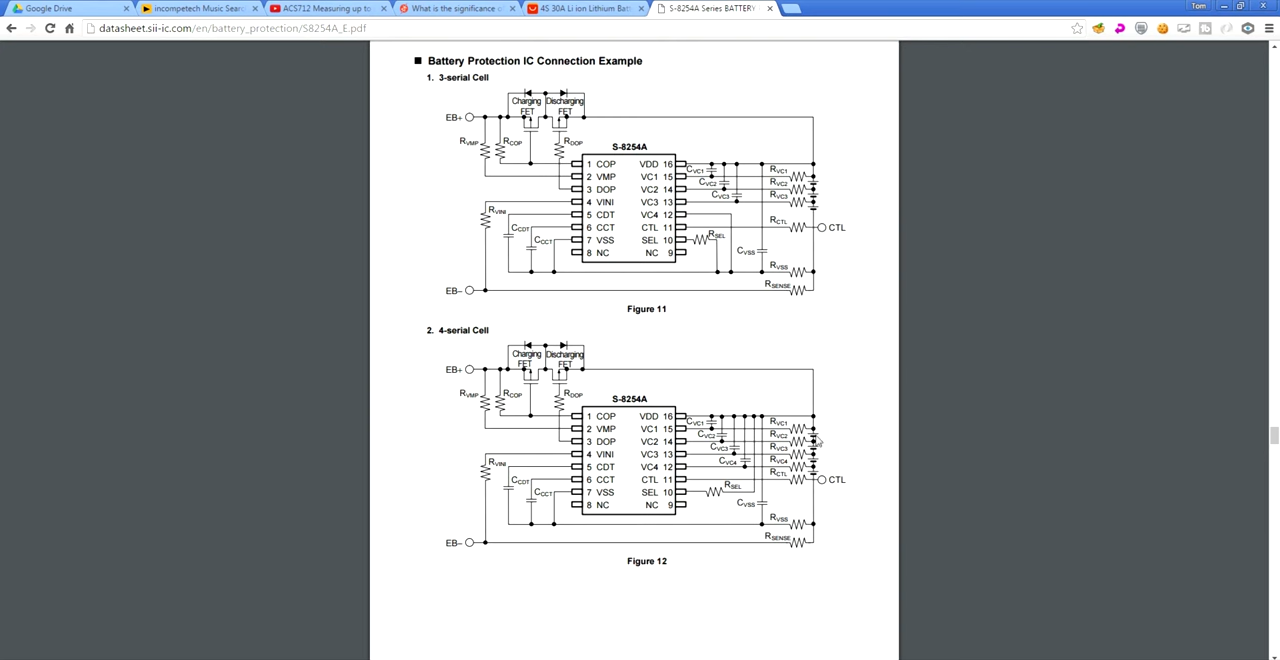 Google Drive
incompetech Music Searc
ACS712 Measuring up to
What is the significance o
4S 30A Li ion Lithium Batt
S-8254A Series BATTERY
Tom
datasheet.sii-ic.com/en/battery_protection/S8254A_E.pdf
■ Battery Protection IC Connection Example
1. 3-serial Cell
Charging FET
Discharging FET
EB+
RVMP
RCOP
RDOP
S-8254A
1 COP VDD 16
2 VMP VC1 15
3 DOP VC2 14
4 VINI VC3 13
5 CDT VC4 12
6 CCT CTL 11
7 VSS SEL 10
8 NC NC 9
CVC1
CVC2
CVC3
RVC1
RVC2
RVC3
RCTL
CTL
RSEL
CVSS
RVSS
RSENSE
RVINI
CCDT
CCCT
EB–
Figure 11
2. 4-serial Cell
Charging FET
Discharging FET
EB+
RVMP
RCOP
RDOP
S-8254A
1 COP VDD 16
2 VMP VC1 15
3 DOP VC2 14
4 VINI VC3 13
5 CDT VC4 12
6 CCT CTL 11
7 VSS SEL 10
8 NC NC 9
CVC1
CVC2
CVC3
CVC4
RVC1
RVC2
RVC3
RVC4
RCTL
CTL
RSEL
CVSS
RVSS
RSENSE
RVINI
CCDT
CCCT
EB–
Figure 12